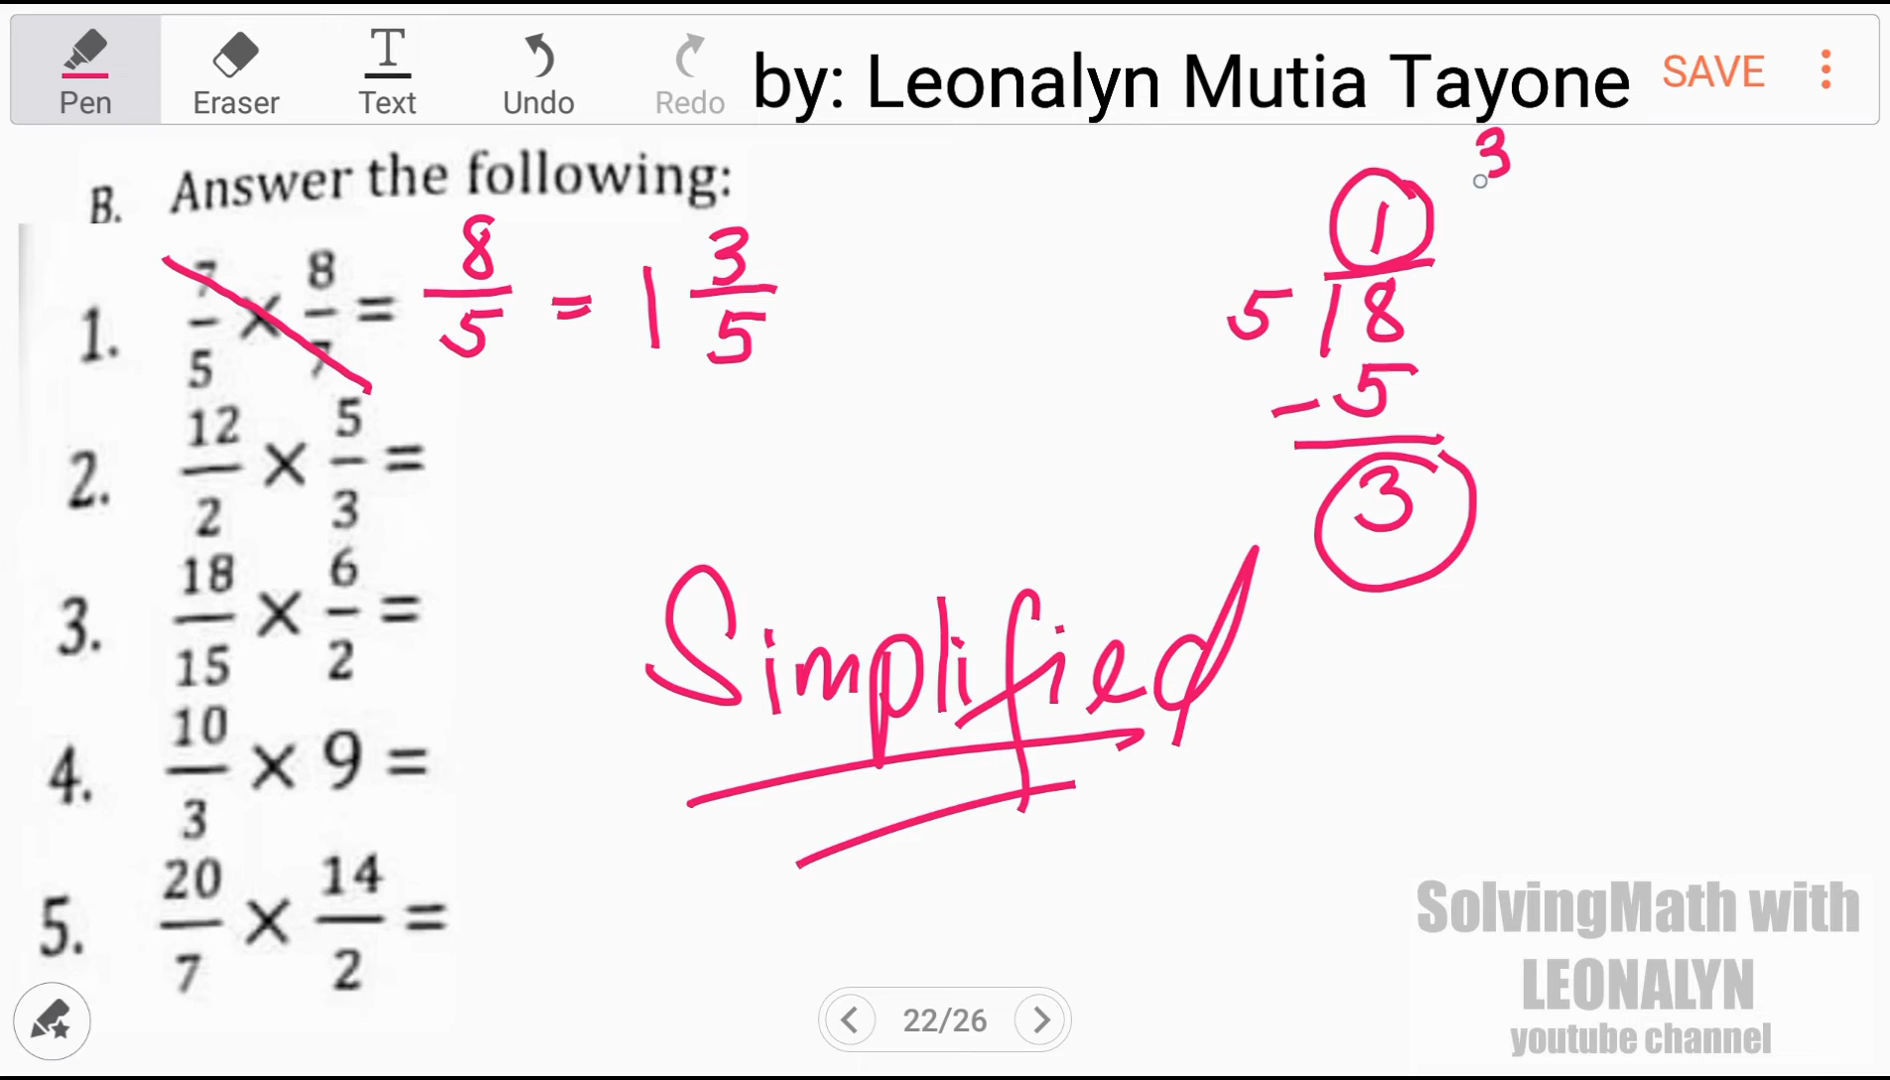 Pen Eraser Text Undo Redo by: Leonalyn Mutia Tayone SAVE
B. Answer the following:
1. 7/5 × 8/7 = 8/5 = 1 3/5
2. 12/2 × 5/3 =
3. 18/15 × 6/2 =
4. 10/3 × 9 =
5. 20/7 × 14/2 =
3
1
5 18
- 5
3
Simplified
22/26
SolvingMath with
LEONALYN
youtube channel